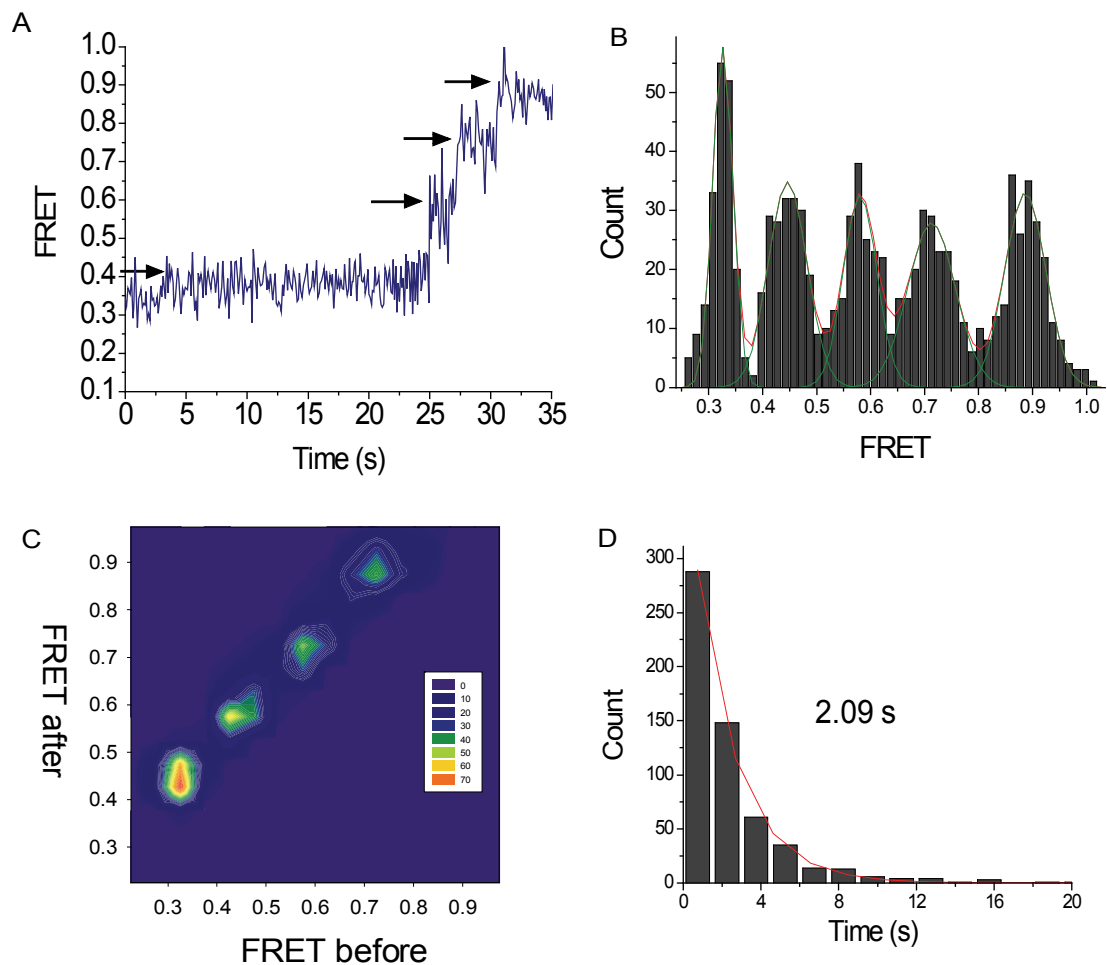 A
1.0
0.9
0.8
0.7
0.6
0.5
0.4
0.3
0.2
0.1
FRET
0 5 10 15 20 25 30 35
Time (s)
B
50
40
30
20
10
0
Count
0.3 0.4 0.5 0.6 0.7 0.8 0.9 1.0
FRET
C
0.9
0.8
0.7
0.6
0.5
0.4
0.3
FRET after
0
10
20
30
40
50
60
70
0.3 0.4 0.5 0.6 0.7 0.8 0.9
FRET before
D
300
250
200
150
100
50
0
Count
2.09 s
0 4 8 12 16 20
Time (s)